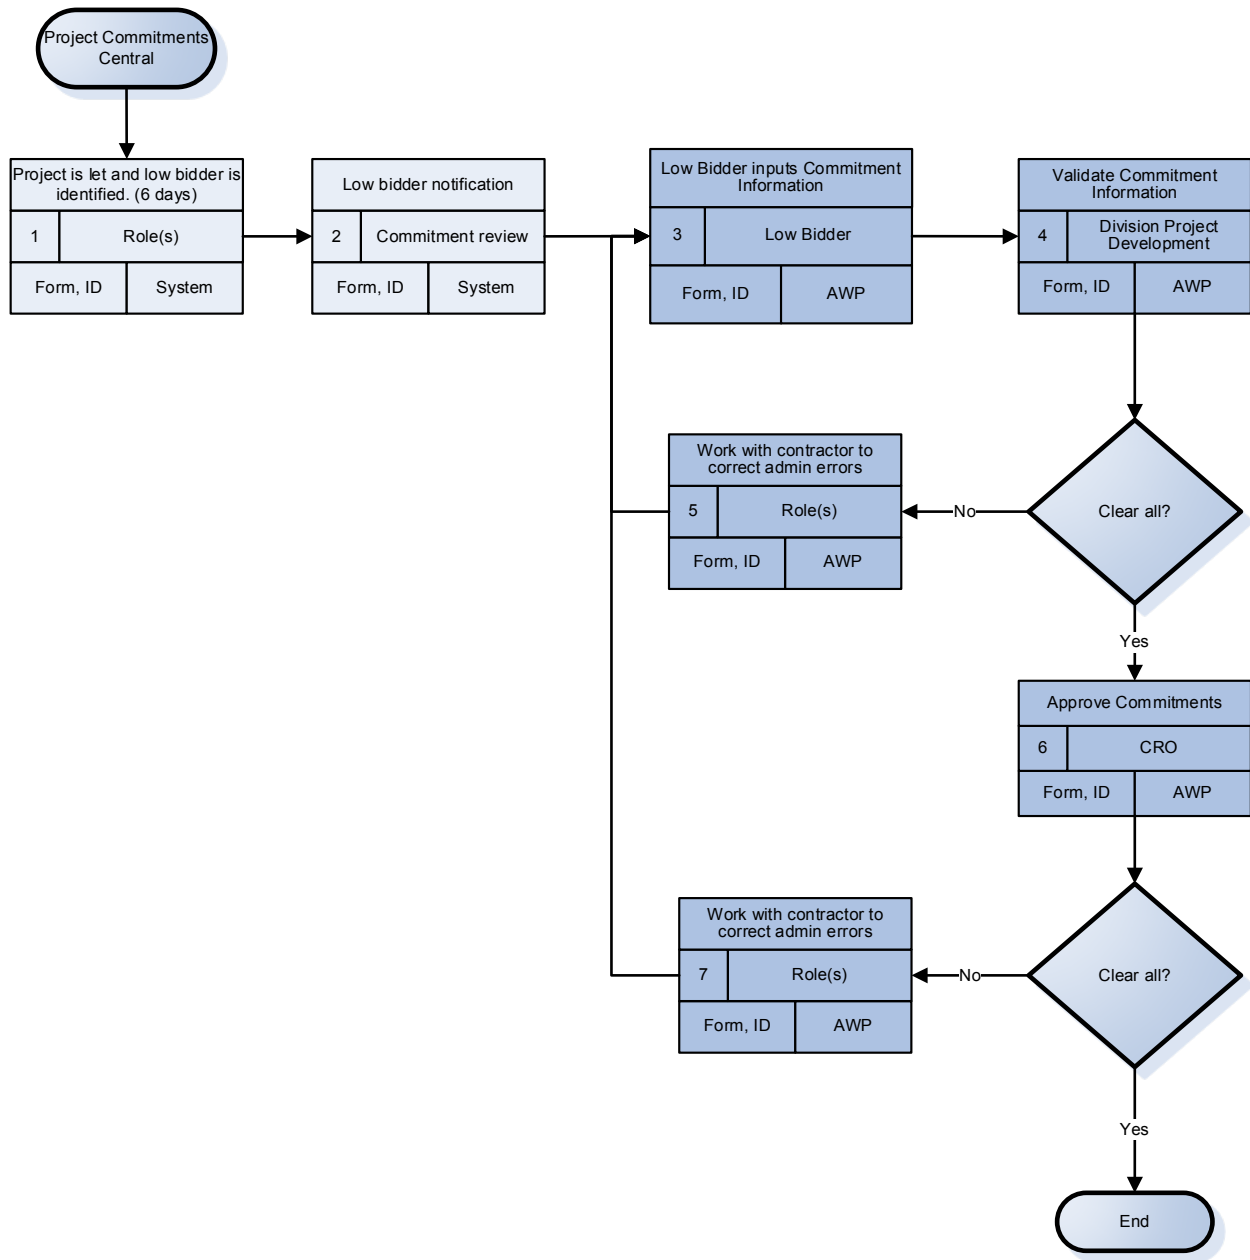 Project Commitments
Central
Project is let and low bidder is
identified. (6 days)
1
Role(s)
Form, ID
System
Low bidder notification
2
Commitment review
Form, ID
System
Low Bidder inputs Commitment
Information
3
Low Bidder
Form, ID
AWP
Validate Commitment
Information
4
Division Project
Development
Form, ID
AWP
Clear all?
No
Work with contractor to
correct admin errors
5
Role(s)
Form, ID
AWP
Yes
Approve Commitments
6
CRO
Form, ID
AWP
Clear all?
No
Work with contractor to
correct admin errors
7
Role(s)
Form, ID
AWP
Yes
End